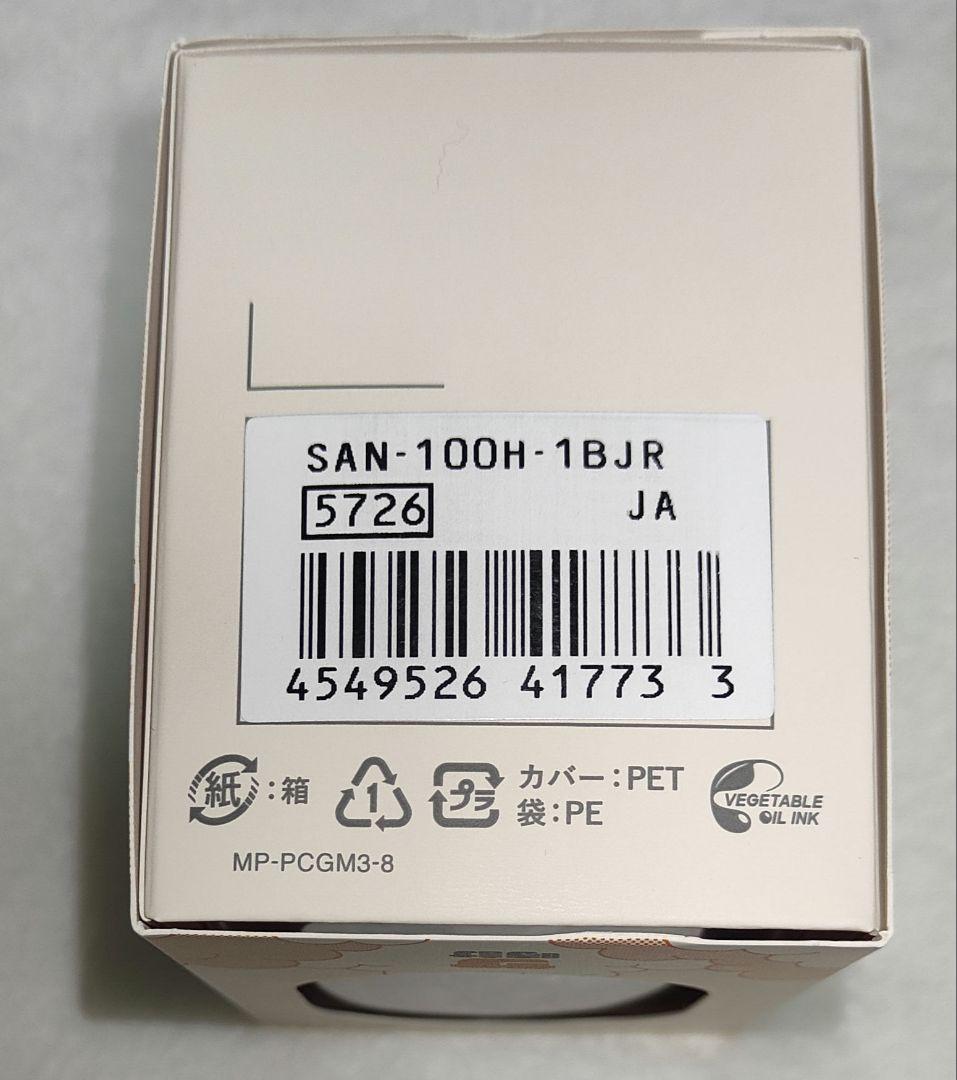 SAN-100H-1BJR
5726 JA
4549526 41773 3
紙:箱
1
プラ
カバー:PET
袋:PE
VEGETABLE
OIL INK
MP-PCGM3-8